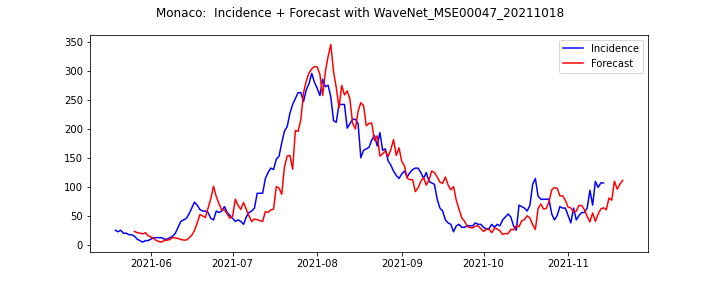 Monaco:  Incidence + Forecast with WaveNet_MSE00047_20211018
Incidence
Forecast
350
300
250
200
150
100
50
0
2021-06 2021-07 2021-08 2021-09 2021-10 2021-11